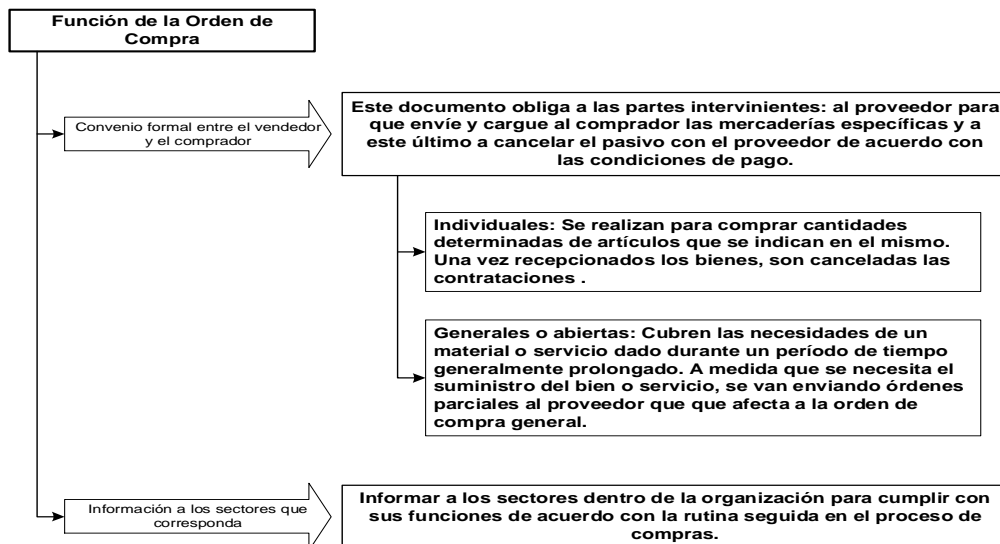 Función de la Orden de
Compra
Convenio formal entre el vendedor
y el comprador
Este documento obliga a las partes intervinientes: al proveedor para
que envíe y cargue al comprador las mercaderías específicas y a
este último a cancelar el pasivo con el proveedor de acuerdo con
las condiciones de pago.
Individuales: Se realizan para comprar cantidades
determinadas de artículos que se indican en el mismo.
Una vez recepcionados los bienes, son canceladas las
contrataciones .
Generales o abiertas: Cubren las necesidades de un
material o servicio dado durante un período de tiempo
generalmente prolongado. A medida que se necesita el
suministro del bien o servicio, se van enviando órdenes
parciales al proveedor que que afecta a la orden de
compra general.
Información a los sectores que
corresponda
Informar a los sectores dentro de la organización para cumplir con
sus funciones de acuerdo con la rutina seguida en el proceso de
compras.